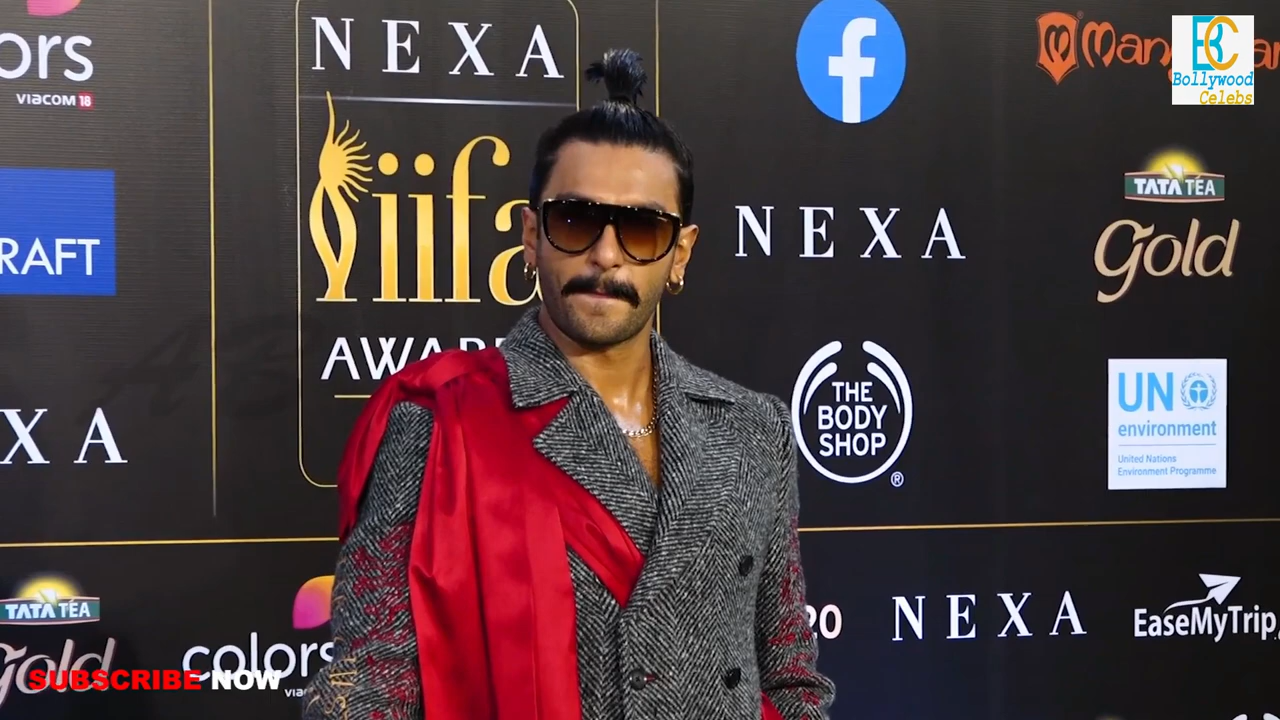 colors
VIACOM 18
NEXA
iifa
AWAR
f
NEXA
Bollywood
Celebs
TATA TEA
Gold
RAFT
XA
THE
BODY
SHOP
®
UN
environment
United Nations
Environment Programme
TATA TEA
Gold
colors
20
NEXA
EaseMyTrip
SUBSCRIBE NOW